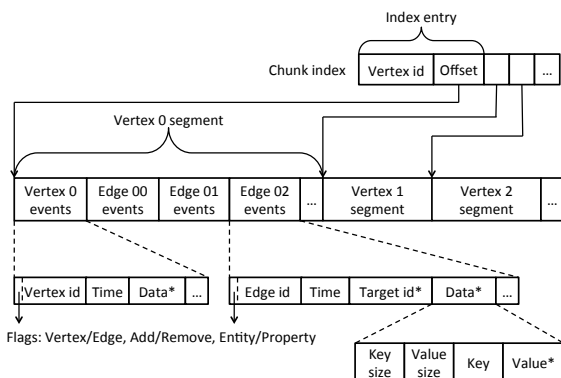 Index entry
Chunk index Vertex id Offset ...
Vertex 0 segment
Vertex 0 events Edge 00 events Edge 01 events Edge 02 events ... Vertex 1 segment Vertex 2 segment ...
Vertex id Time Data* ... Edge id Time Target id* Data* ...
Flags: Vertex/Edge, Add/Remove, Entity/Property
Key size Value size Key Value*